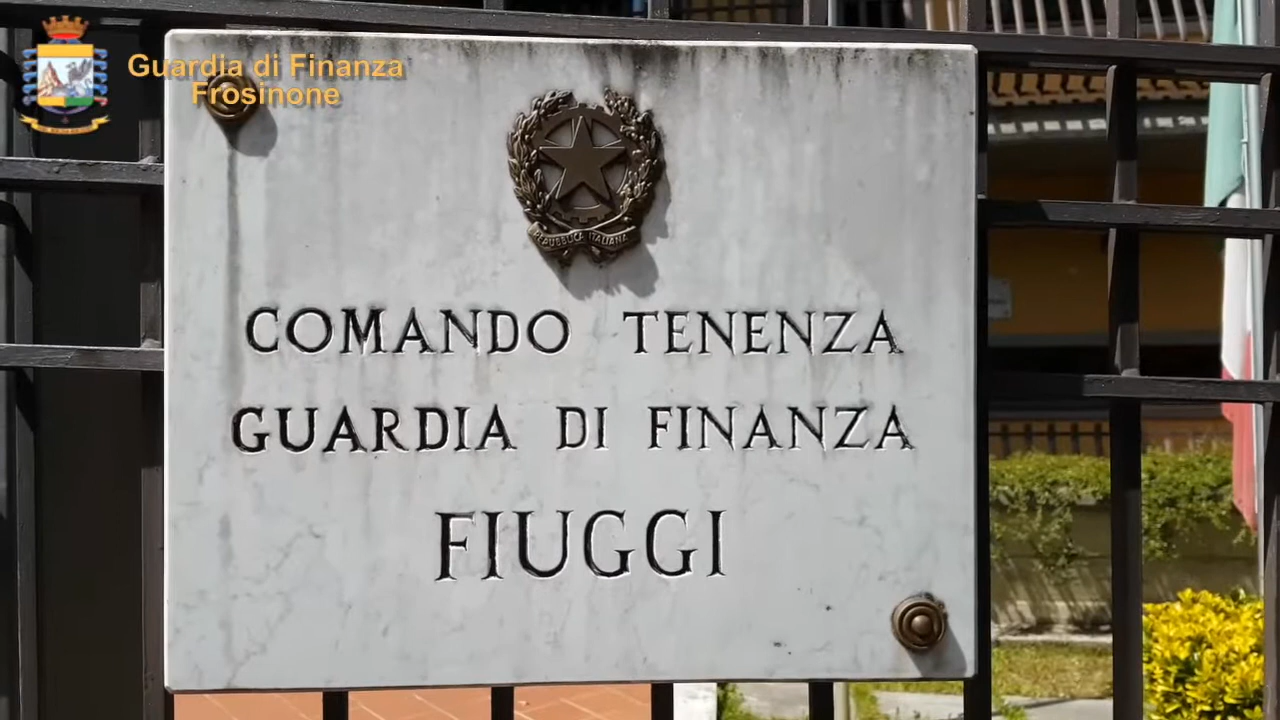 Guardia di Finanza
Frosinone
REPUBBLICA ITALIANA
COMANDO TENENZA
GUARDIA DI FINANZA
FIUGGI